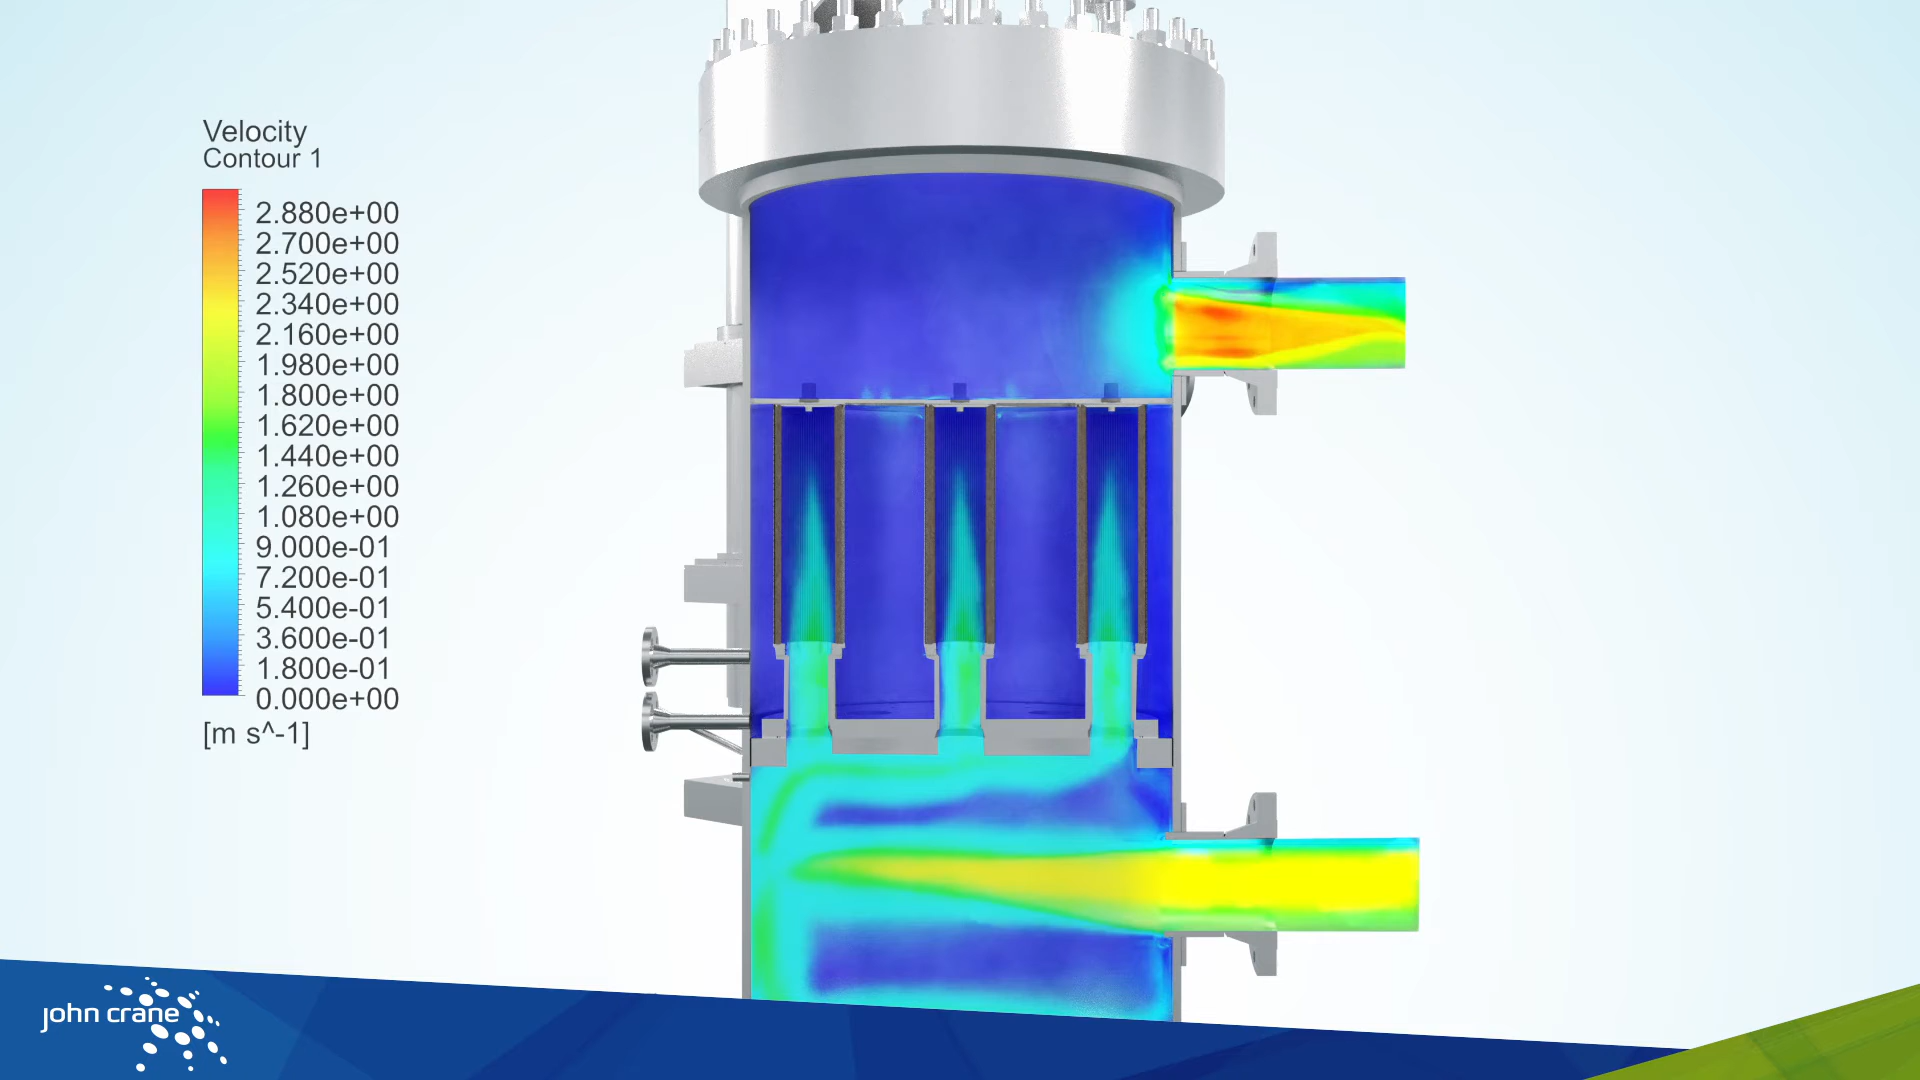 Velocity
Contour 1
2.880e+00
2.700e+00
2.520e+00
2.340e+00
2.160e+00
1.980e+00
1.800e+00
1.620e+00
1.440e+00
1.260e+00
1.080e+00
9.000e-01
7.200e-01
5.400e-01
3.600e-01
1.800e-01
0.000e+00
[m s^-1]
john crane